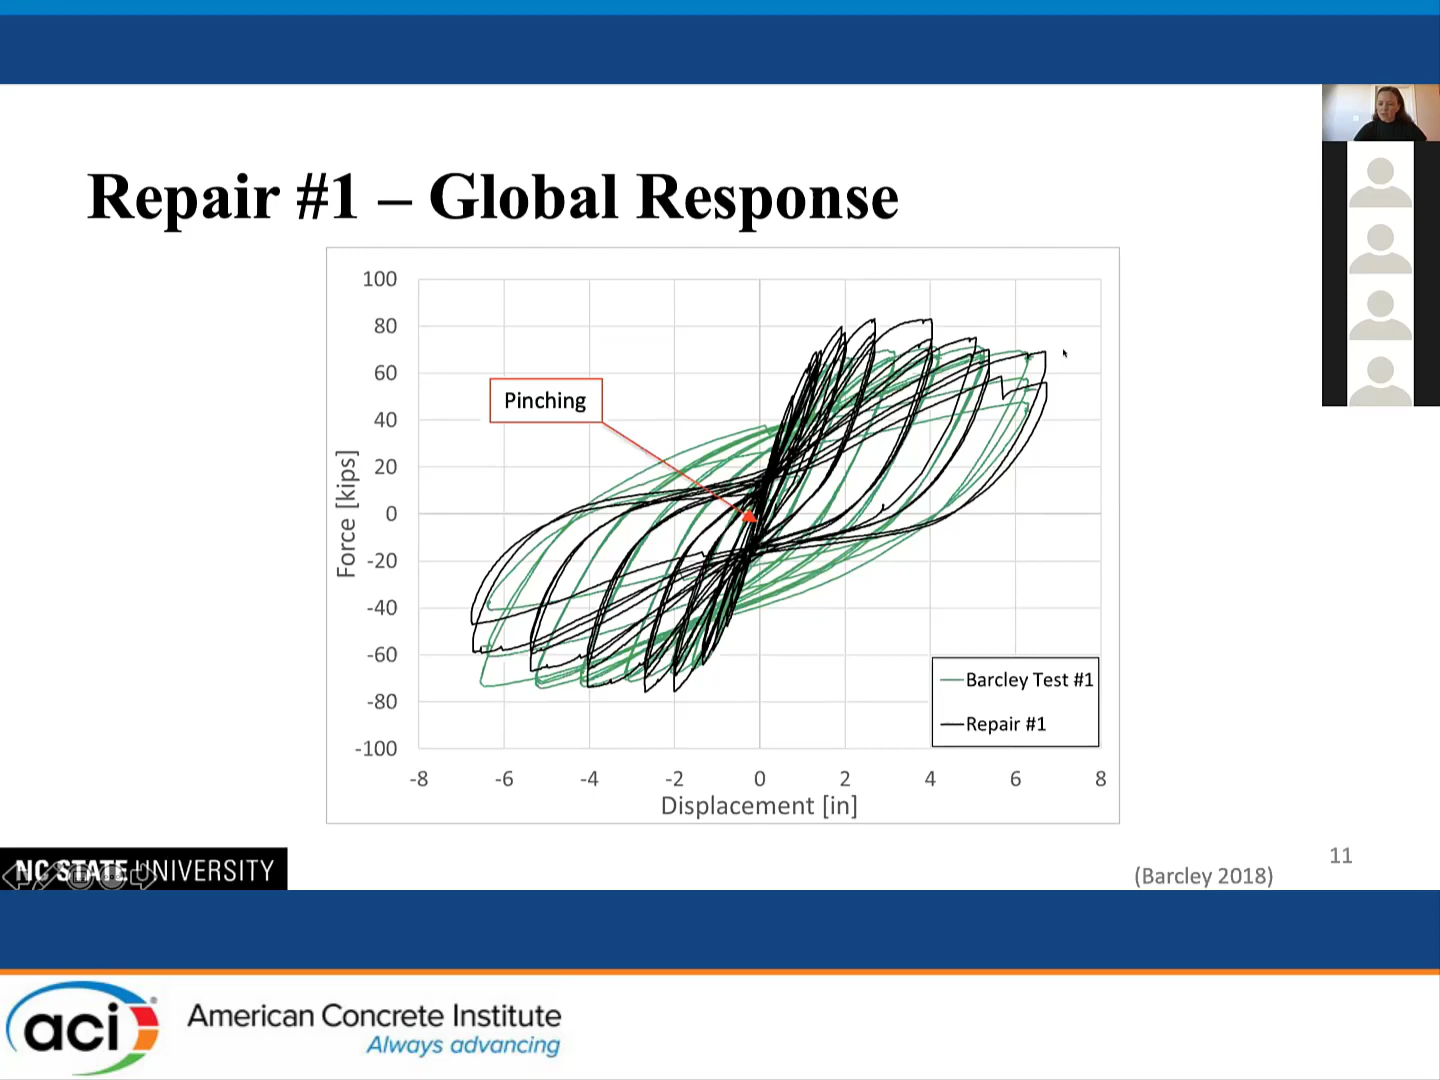 Repair #1 – Global Response
100
80
60
40
20
0
-20
-40
-60
-80
-100
Force [kips]
Pinching
Barcley Test #1
Repair #1
-8 -6 -4 -2 0 2 4 6 8
Displacement [in]
NC STATE UNIVERSITY
11
(Barcley 2018)
aci
American Concrete Institute
Always advancing